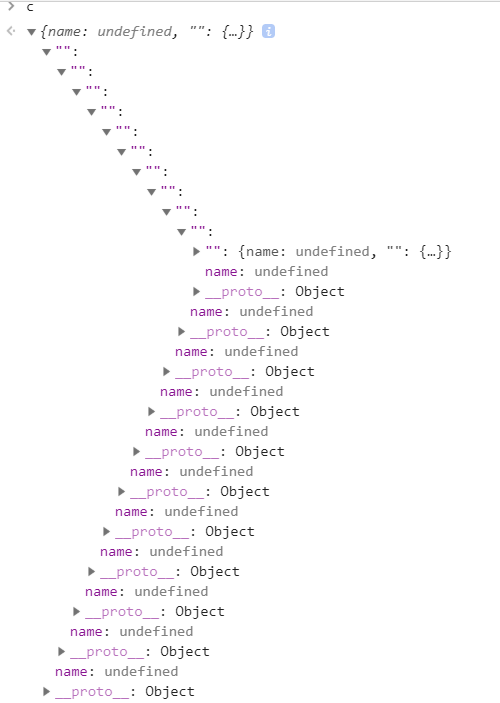 c
{name: undefined, "": {…}}
"":
"":
"":
"":
"":
"":
"":
"":
"":
"":
"": {name: undefined, "": {…}}
name: undefined
__proto__: Object
name: undefined
__proto__: Object
name: undefined
__proto__: Object
name: undefined
__proto__: Object
name: undefined
__proto__: Object
name: undefined
__proto__: Object
name: undefined
__proto__: Object
name: undefined
__proto__: Object
name: undefined
__proto__: Object
name: undefined
__proto__: Object
name: undefined
__proto__: Object